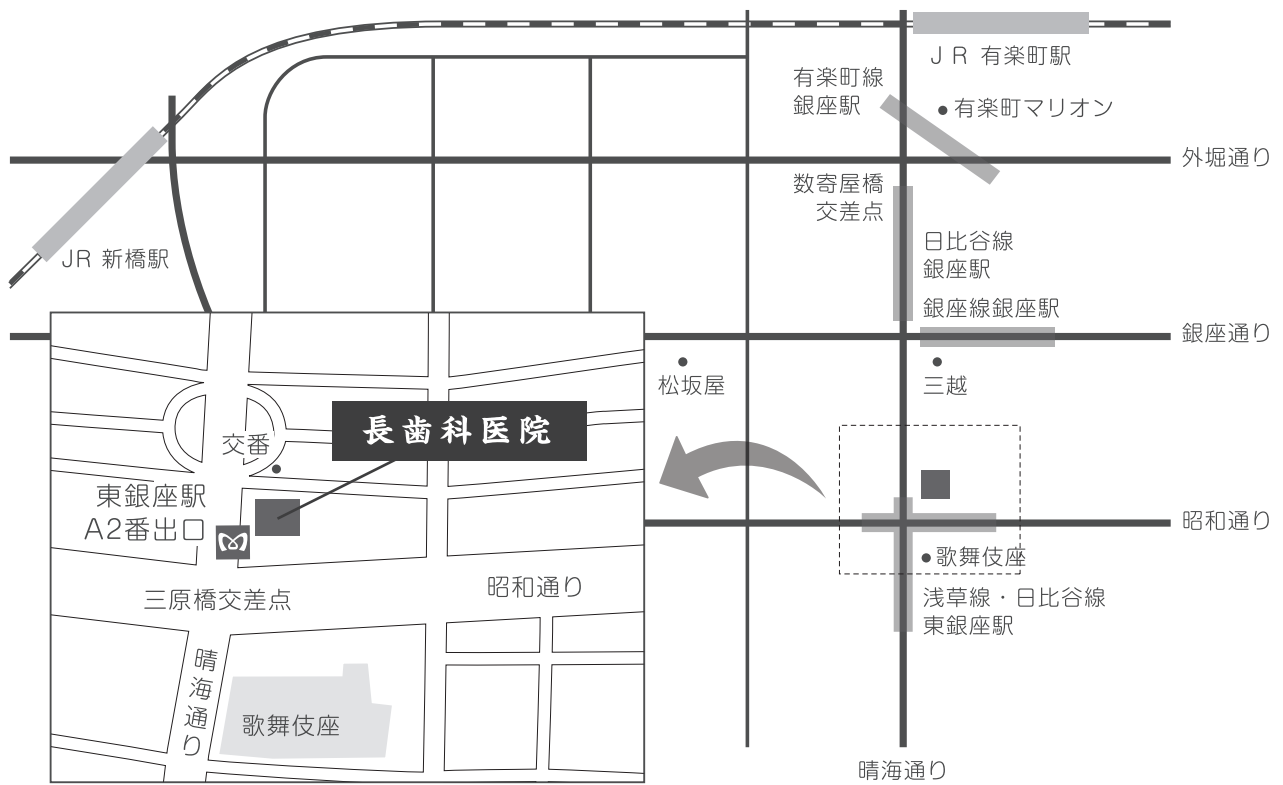 JR 有楽町駅
有楽町線
銀座駅
有楽町マリオン
外堀通り
数寄屋橋
交差点
日比谷線
銀座駅
JR 新橋駅
銀座線銀座駅
銀座通り
松坂屋
三越
長歯科医院
交番
東銀座駅
A2番出口
昭和通り
歌舞伎座
三原橋交差点
昭和通り
浅草線・日比谷線
東銀座駅
晴海通り
歌舞伎座
晴海通り